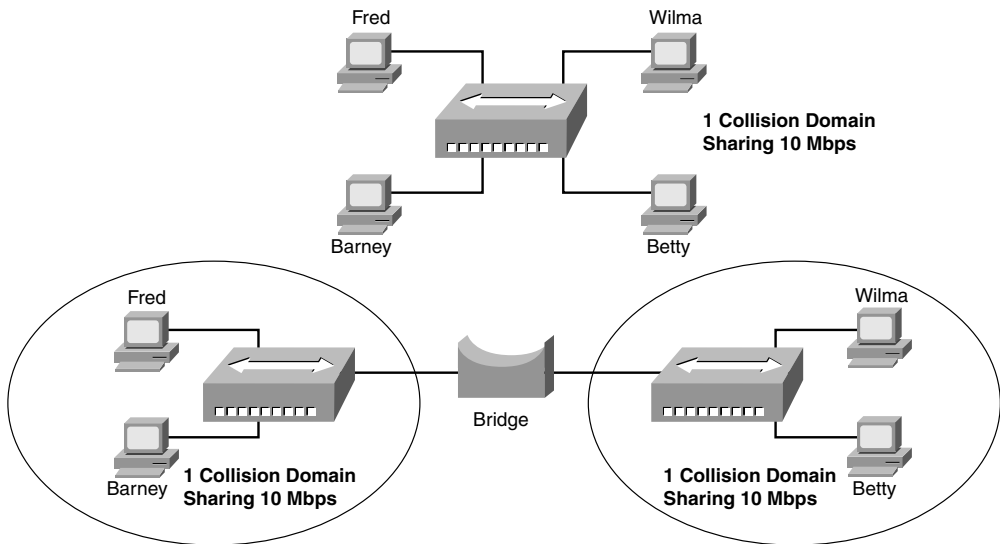 Fred
Wilma
1 Collision Domain
Sharing 10 Mbps
Barney
Betty
Fred
Wilma
Bridge
Barney
1 Collision Domain
Sharing 10 Mbps
1 Collision Domain
Sharing 10 Mbps
Betty